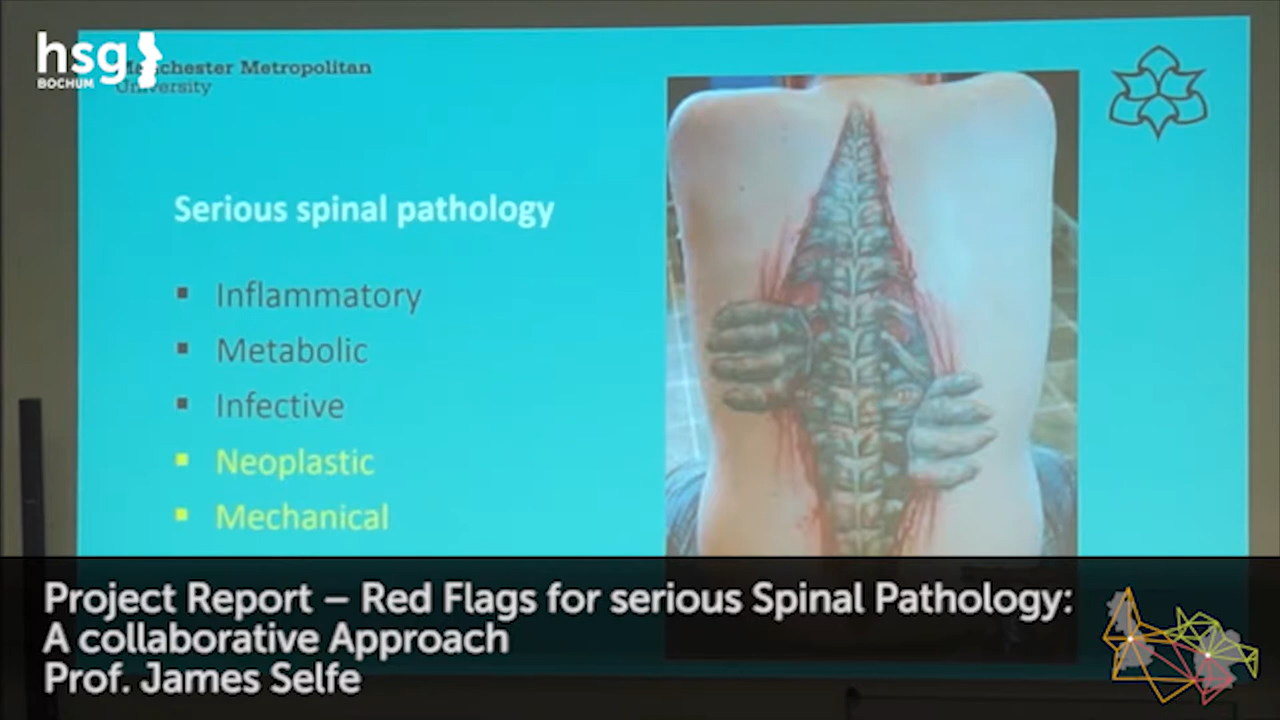 hsg
BOCHUM
Manchester Metropolitan
University
Serious spinal pathology
▪ Inflammatory
▪ Metabolic
▪ Infective
▪ Neoplastic
▪ Mechanical
Project Report – Red Flags for serious Spinal Pathology:
A collaborative Approach
Prof. James Selfe